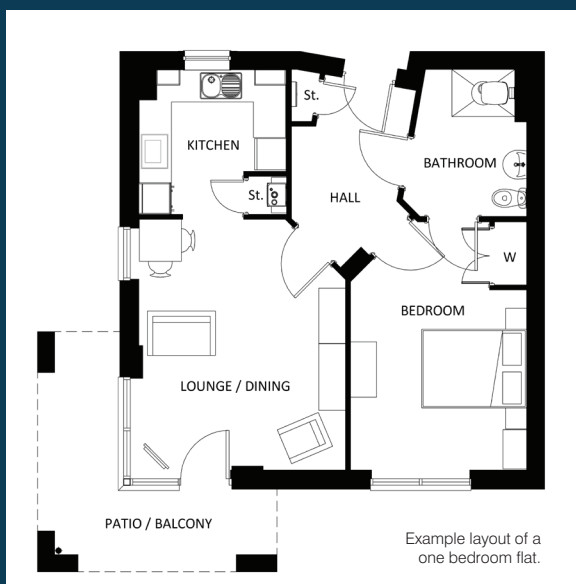 St.
KITCHEN
BATHROOM
St.
HALL
W
BEDROOM
LOUNGE / DINING
PATIO / BALCONY
Example layout of a
one bedroom flat.